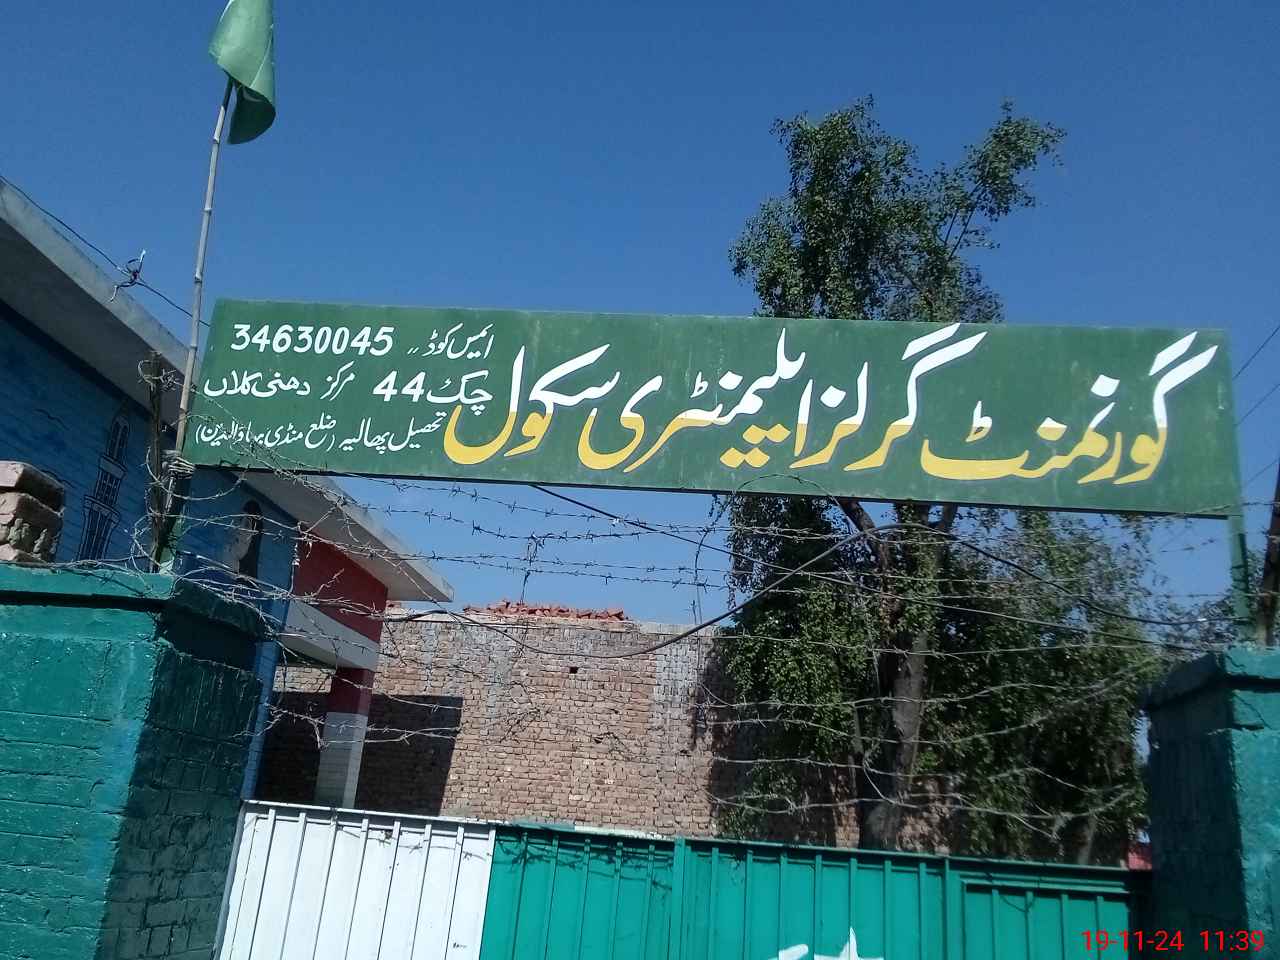 گورنمنٹ گرلز ایلیمنٹری سکول
ایمس کوڈ ,, 34630045
چک 44 مرکز دھنی کلاں
تحصیل پھالیہ (ضلع منڈی بہاؤالدین)
19-11-24 11:39